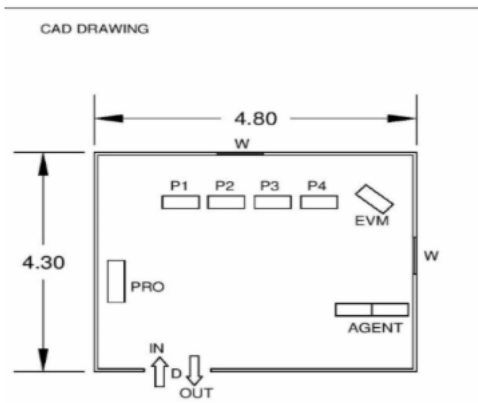 CAD DRAWING
4.80
W
P1 P2 P3 P4
EVM
4.30
W
PRO
AGENT
IN
D
OUT